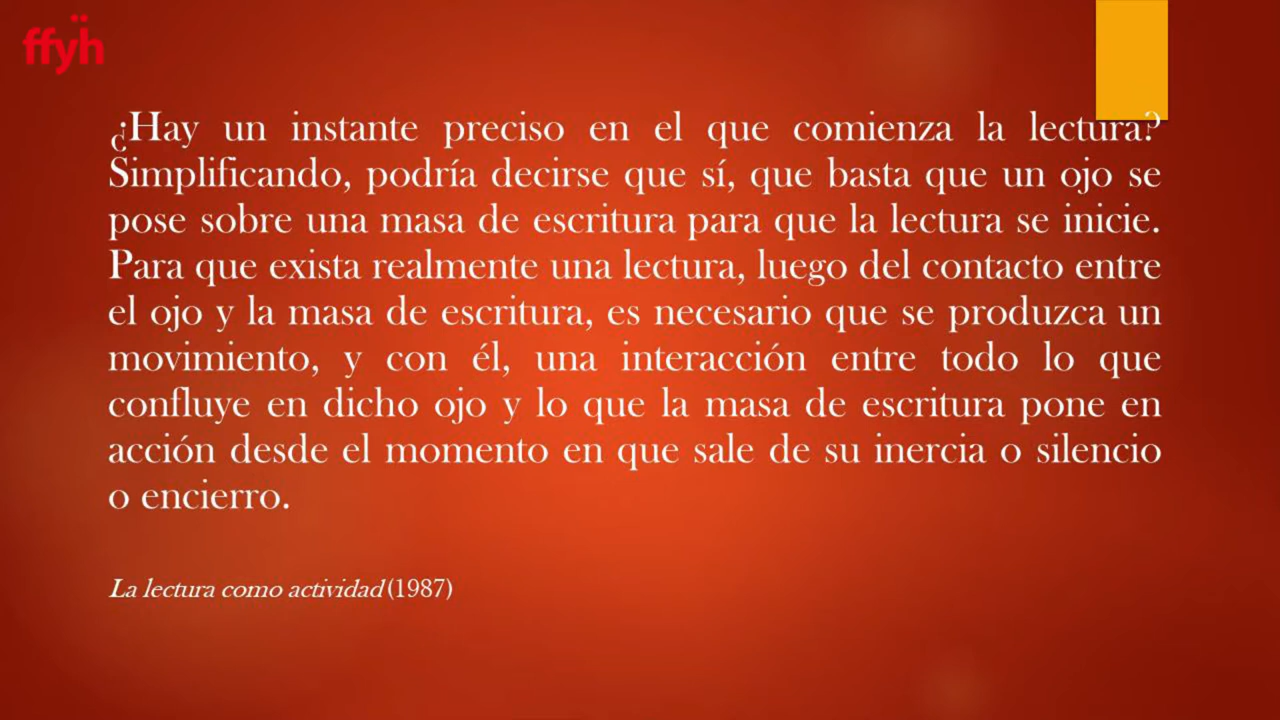 ffyh
¿Hay un instante preciso en el que comienza la lectura?
Simplificando, podría decirse que sí, que basta que un ojo se
pose sobre una masa de escritura para que la lectura se inicie.
Para que exista realmente una lectura, luego del contacto entre
el ojo y la masa de escritura, es necesario que se produzca un
movimiento, y con él, una interacción entre todo lo que
confluye en dicho ojo y lo que la masa de escritura pone en
acción desde el momento en que sale de su inercia o silencio
o encierro.
La lectura como actividad (1987)